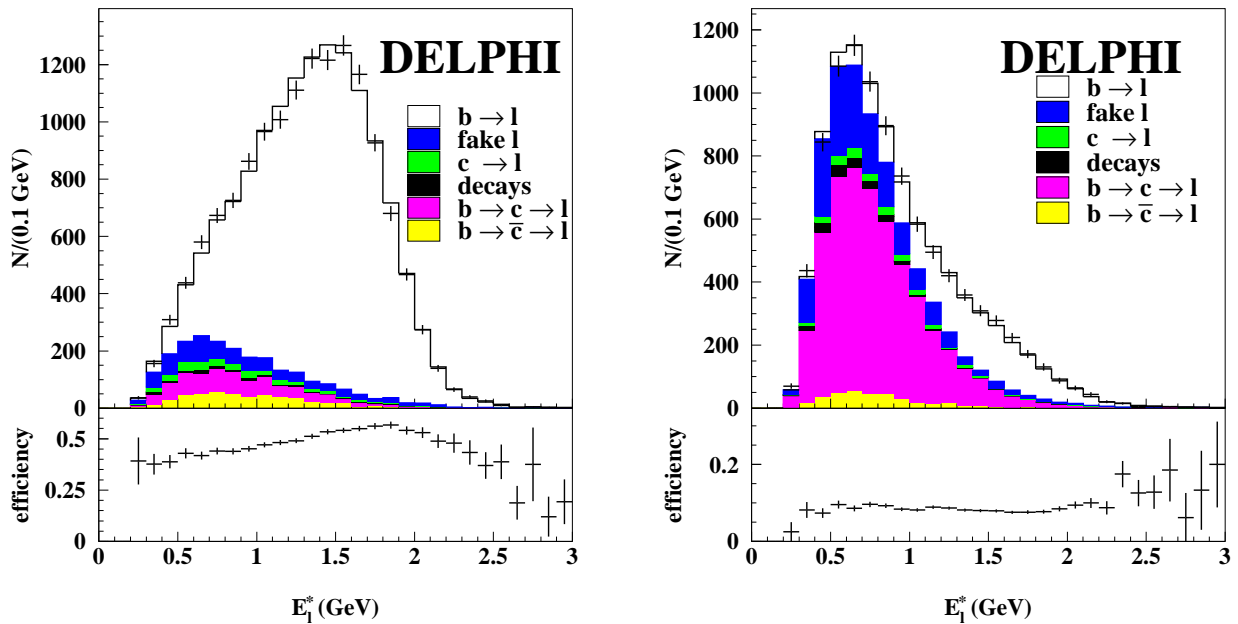 N/(0.1 GeV)
1200
1000
800
600
400
200
0
DELPHI
b → l
fake l
c → l
decays
b → c → l
b → c̅ → l
efficiency
0.5
0.25
0
0 0.5 1 1.5 2 2.5 3
E*l (GeV)
N/(0.1 GeV)
1200
1000
800
600
400
200
0
DELPHI
b → l
fake l
c → l
decays
b → c → l
b → c̅ → l
efficiency
0.2
0
0 0.5 1 1.5 2 2.5 3
E*l (GeV)